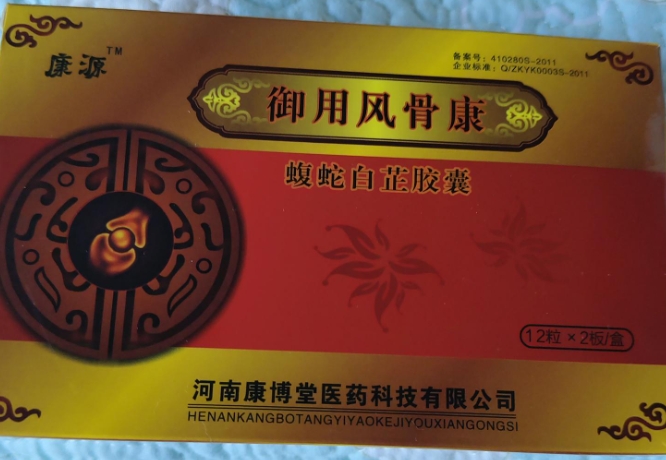 康源™
备案号：410280S-2011
企业标准：Q/ZKYK0003S-2011
御用风骨康
蝮蛇白芷胶囊
12粒×2板/盒
河南康博堂医药科技有限公司
HENANKANGBOTANGYIYAOKEJIYOUXIANGONGSI